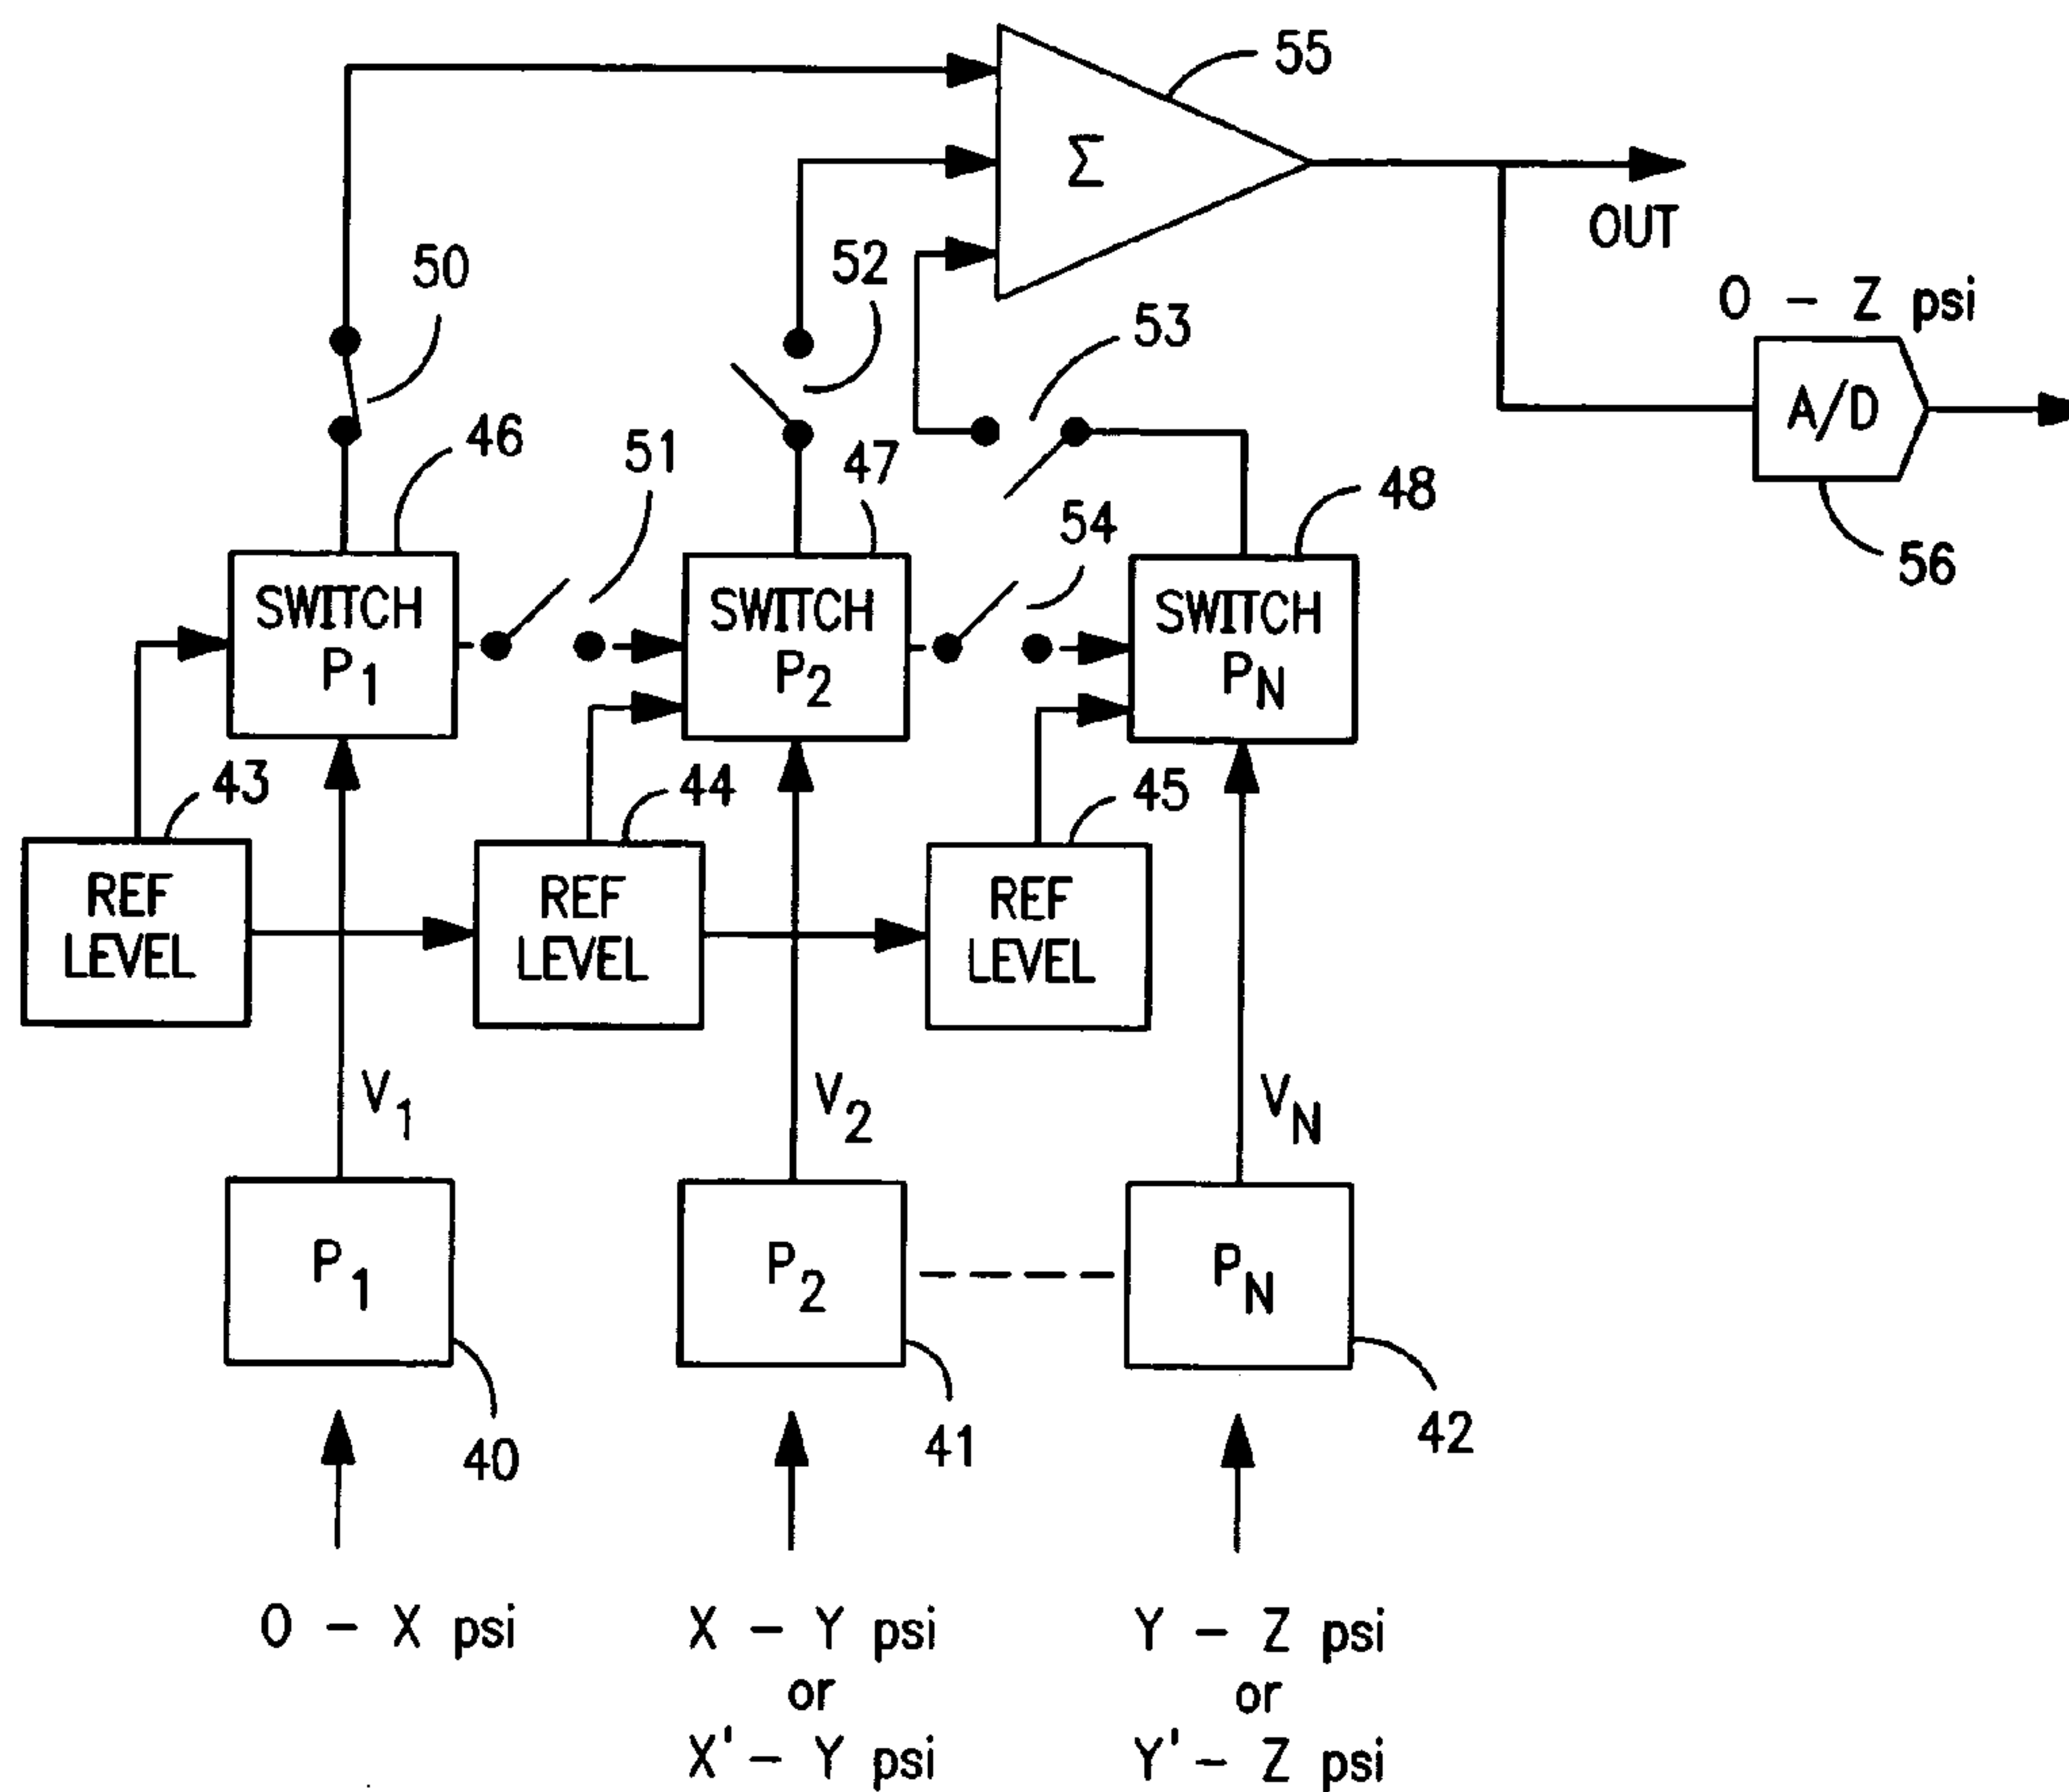 55
Σ
OUT
50
52
O – Z psi
53
A/D
46
51
47
48
54
56
SWITCH
P1
SWITCH
P2
SWITCH
PN
43
44
45
REF
LEVEL
REF
LEVEL
REF
LEVEL
V1
V2
VN
P1
P2
PN
40
41
42
O – X psi
X – Y psi
or
X' – Y psi
Y – Z psi
or
Y' – Z psi